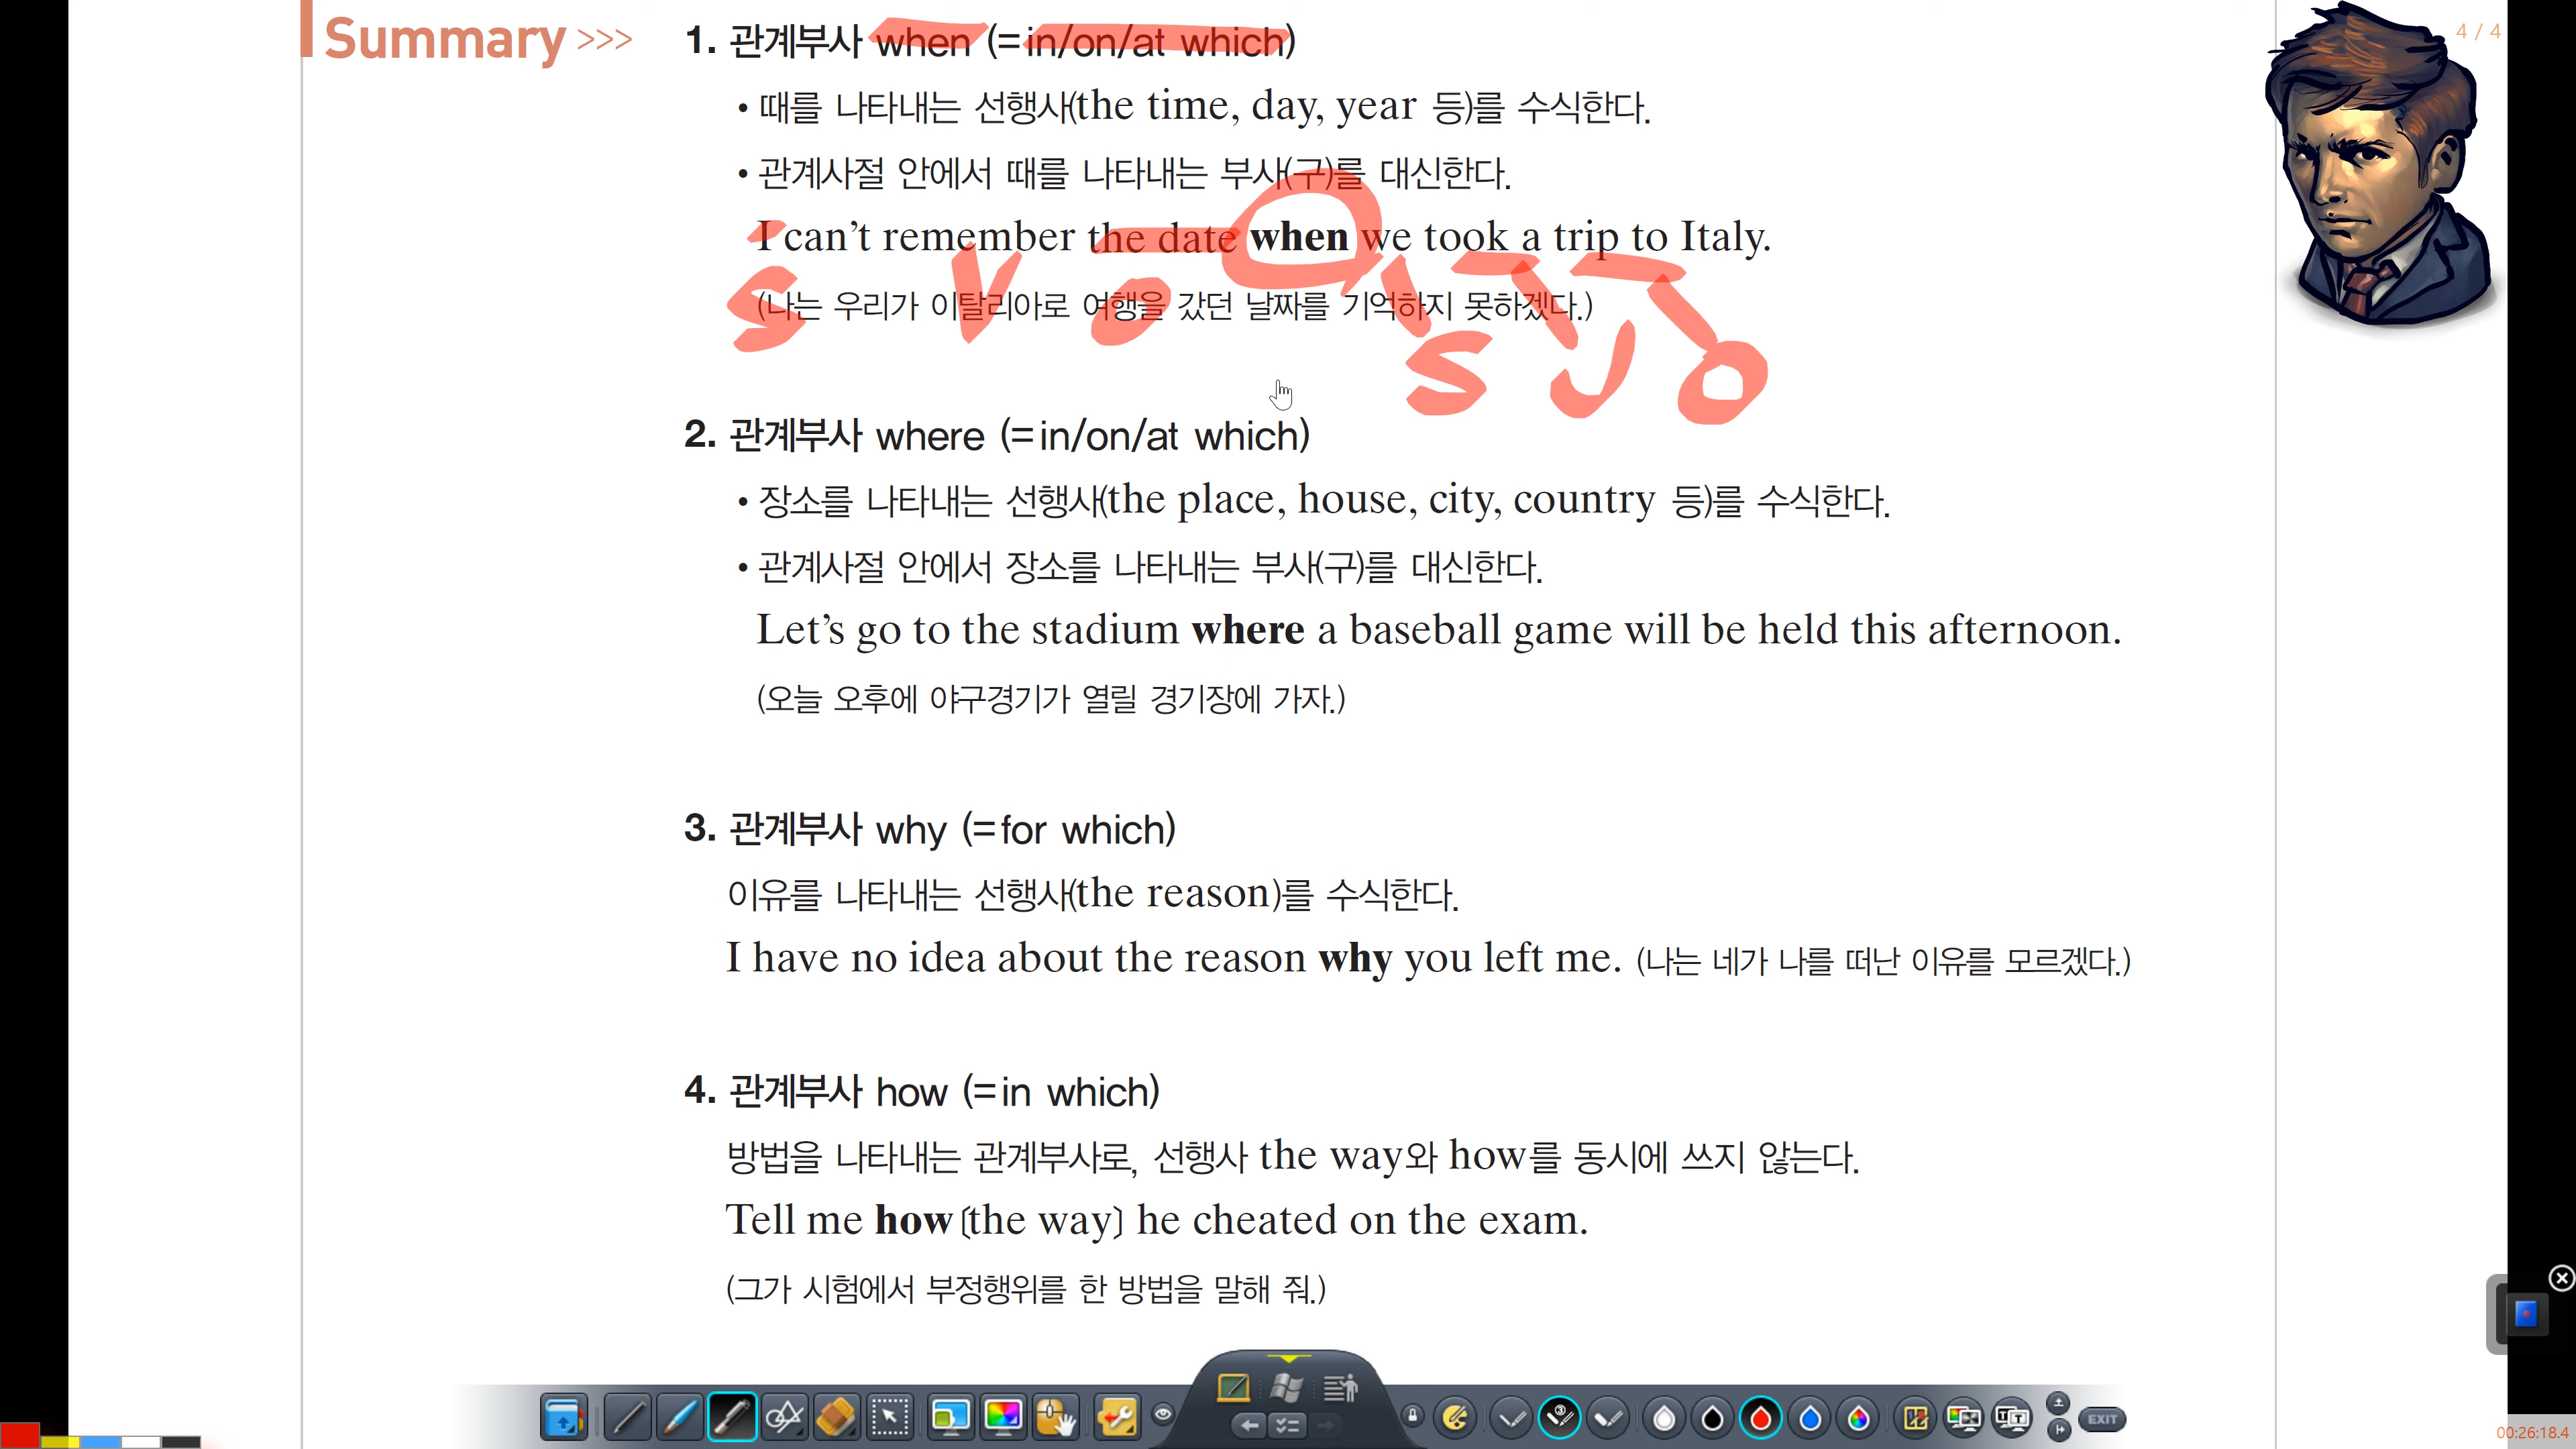 Summary >>>
4 / 4
1. 관계부사 when (=in/on/at which)
• 때를 나타내는 선행사(the time, day, year 등)를 수식한다.
• 관계사절 안에서 때를 나타내는 부사(구)를 대신한다.
I can’t remember the date when we took a trip to Italy.
(나는 우리가 이탈리아로 여행을 갔던 날짜를 기억하지 못하겠다.)
S V O S V O
2. 관계부사 where (=in/on/at which)
• 장소를 나타내는 선행사(the place, house, city, country 등)를 수식한다.
• 관계사절 안에서 장소를 나타내는 부사(구)를 대신한다.
Let’s go to the stadium where a baseball game will be held this afternoon.
(오늘 오후에 야구경기가 열릴 경기장에 가자.)
3. 관계부사 why (=for which)
이유를 나타내는 선행사(the reason)를 수식한다.
I have no idea about the reason why you left me. (나는 네가 나를 떠난 이유를 모르겠다.)
4. 관계부사 how (=in which)
방법을 나타내는 관계부사로, 선행사 the way와 how를 동시에 쓰지 않는다.
Tell me how〔the way〕he cheated on the exam.
(그가 시험에서 부정행위를 한 방법을 말해 줘.)
EXIT
00:26:18.4